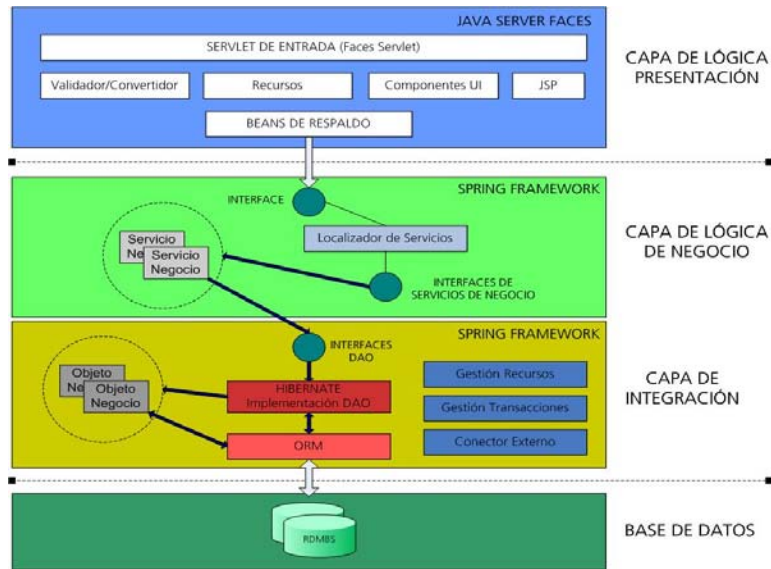 JAVA SERVER FACES
SERVLET DE ENTRADA (Faces Servlet)
Validador/Convertidor
Recursos
Componentes UI
JSP
BEANS DE RESPALDO
CAPA DE LÓGICA
PRESENTACIÓN
SPRING FRAMEWORK
INTERFACE
Localizador de Servicios
Servicio
Ne
Servicio
Negocio
INTERFACES DE
SERVICIOS DE NEGOCIO
CAPA DE LÓGICA
DE NEGOCIO
SPRING FRAMEWORK
INTERFACES
DAO
Objeto
Ne
Objeto
Negocio
HIBERNATE
Implementación DAO
ORM
Gestión Recursos
Gestión Transacciones
Conector Externo
CAPA DE
INTEGRACIÓN
RDMBS
BASE DE DATOS